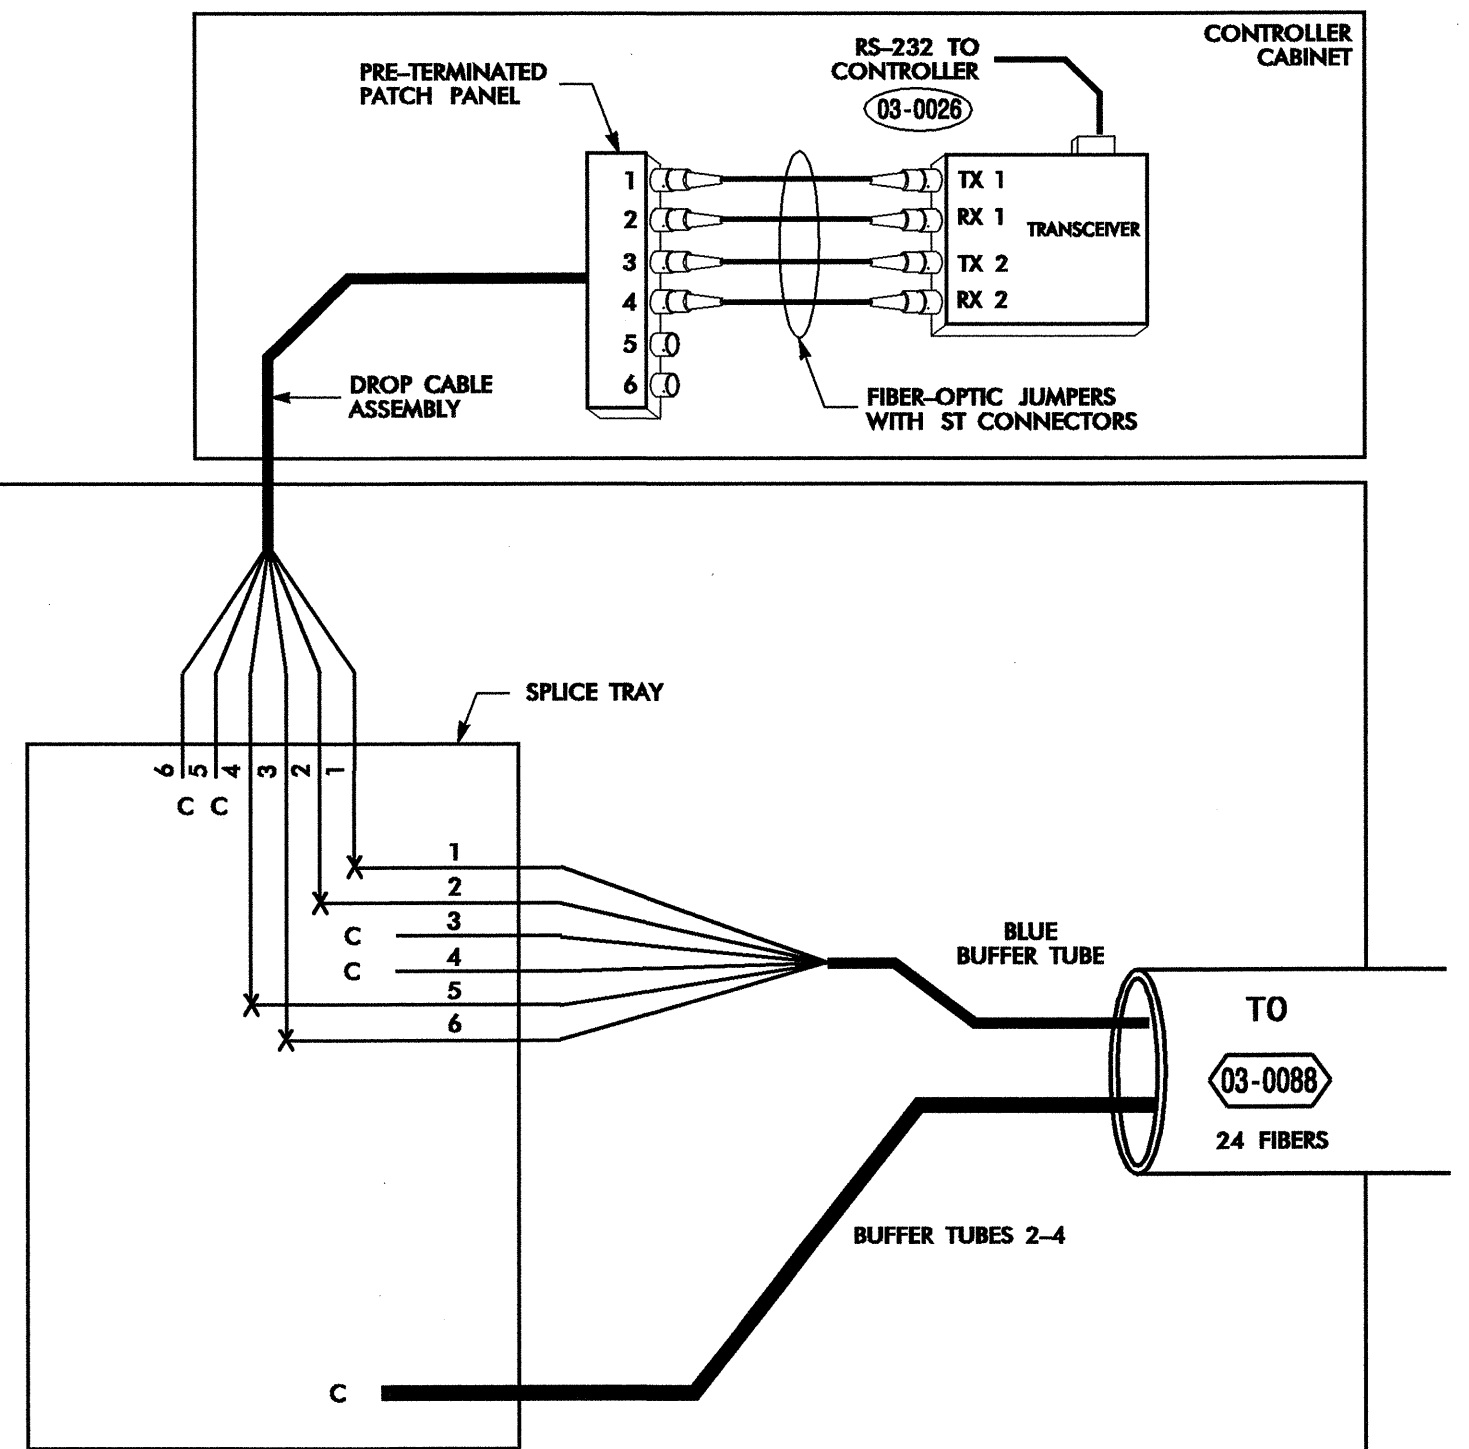 CONTROLLER
CABINET
RS-232 TO
CONTROLLER
03-0026
PRE-TERMINATED
PATCH PANEL
1
2
3
4
5
6
TX 1
RX 1
TX 2
RX 2
TRANSCEIVER
DROP CABLE
ASSEMBLY
FIBER-OPTIC JUMPERS
WITH ST CONNECTORS
SPLICE TRAY
6 5 4 3 2 1
C C
1
2
C 3
C 4
5
6
BLUE
BUFFER TUBE
TO
03-0088
24 FIBERS
BUFFER TUBES 2-4
C